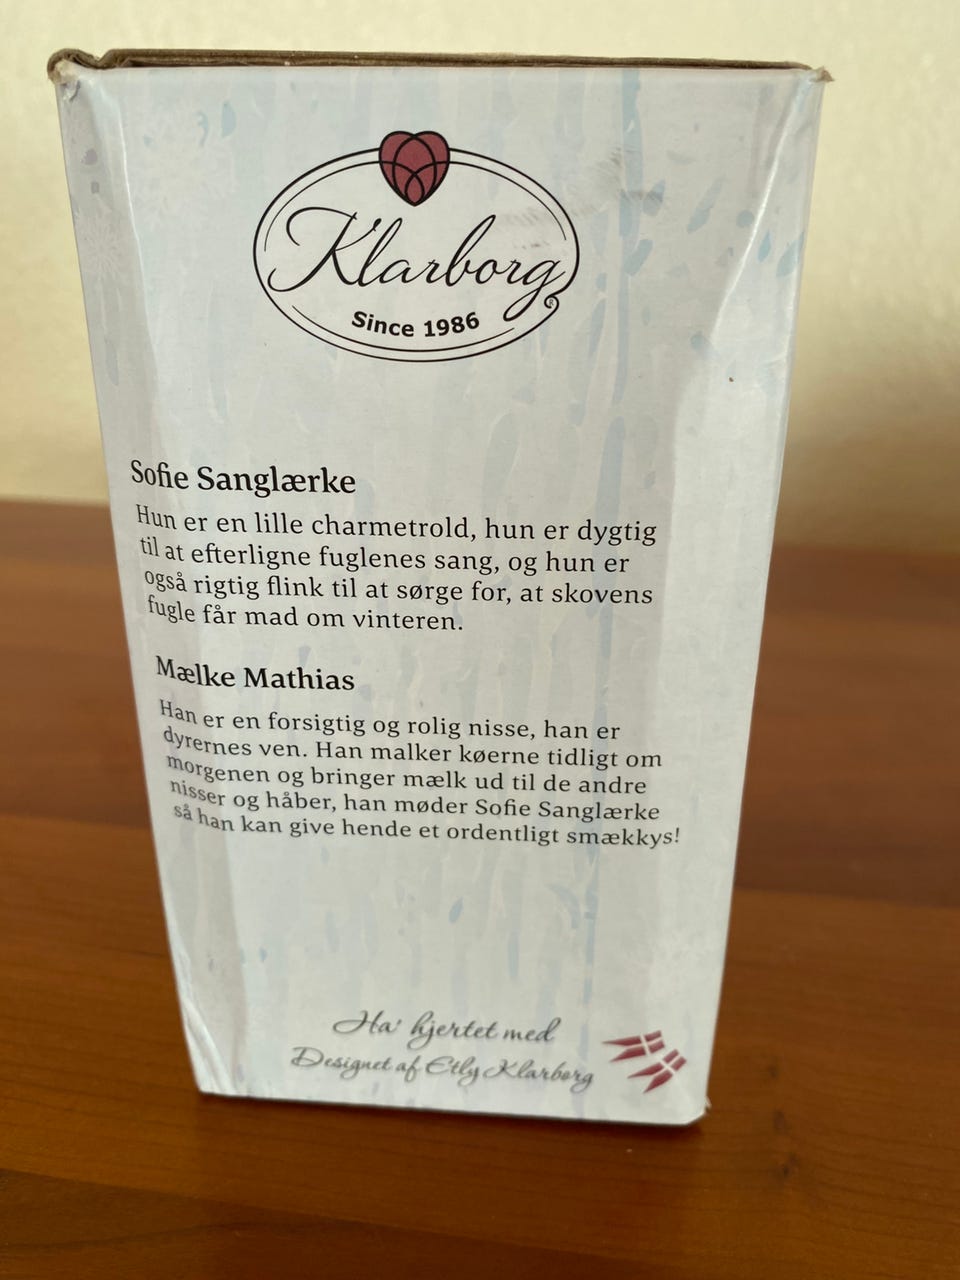 Klarborg
Since 1986
Sofie Sanglærke
Hun er en lille charmetrold, hun er dygtig
til at efterligne fuglenes sang, og hun er
også rigtig flink til at sørge for, at skovens
fugle får mad om vinteren.
Mælke Mathias
Han er en forsigtig og rolig nisse, han er
dyrernes ven. Han malker køerne tidligt om
morgenen og bringer mælk ud til de andre
nisser og håber, han møder Sofie Sanglærke
så han kan give hende et ordentligt smækkys!
Ha' hjertet med
Designet af Etly Klarborg